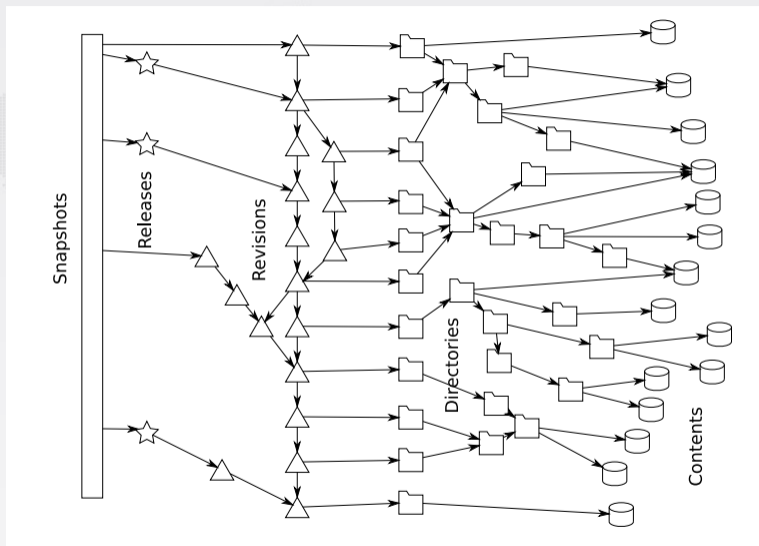 Snapshots
Releases
Revisions
Directories
Contents